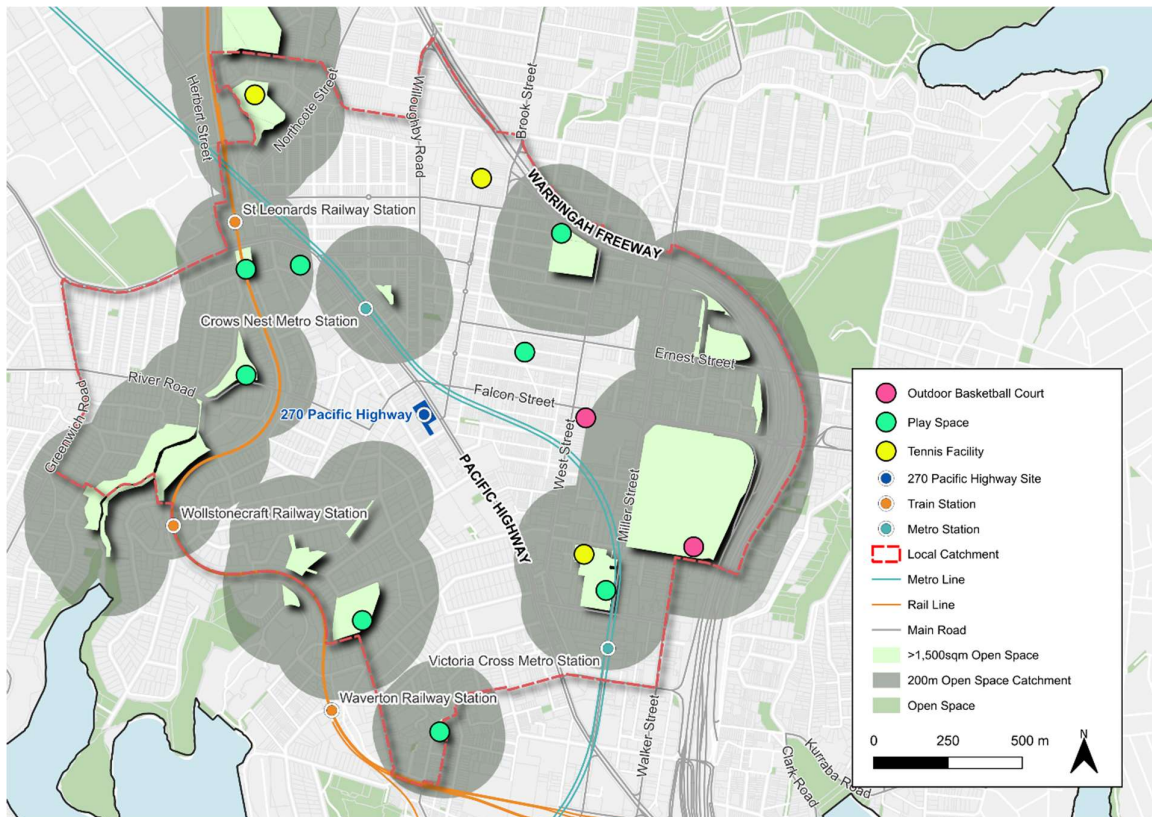 Herbert Street
Northcote Street
Willoughby Road
Brook Street
WARRINGAH FREEWAY
St Leonards Railway Station
Crows Nest Metro Station
Ernest Street
River Road
Falcon Street
Greenwich Road
270 Pacific Highway
West Street
PACIFIC HIGHWAY
Miller Street
Wollstonecraft Railway Station
Victoria Cross Metro Station
Waverton Railway Station
Walker Street
Kurraba Road
Clark Road
Outdoor Basketball Court
Play Space
Tennis Facility
270 Pacific Highway Site
Train Station
Metro Station
Local Catchment
Metro Line
Rail Line
Main Road
>1,500sqm Open Space
200m Open Space Catchment
Open Space
0 250 500 m
N